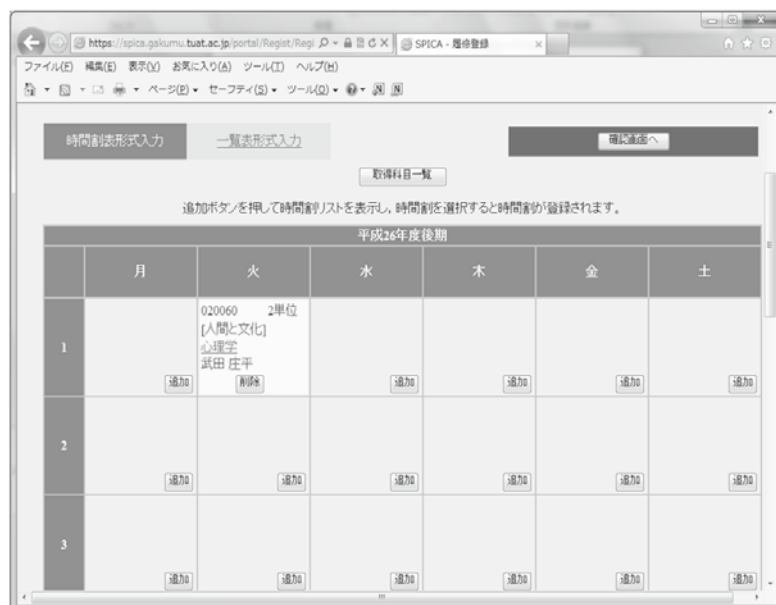 https://spica.gakumu.tuat.ac.jp/portal/Regist/Regi
SPICA - 履修登録
ファイル(F) 編集(E) 表示(V) お気に入り(A) ツール(T) ヘルプ(H)
ページ(P) セーフティ(S) ツール(O)
時間割表形式入力 一覧表形式入力 確認画面へ
取得科目一覧
追加ボタンを押して時間割リストを表示し，時間割を選択すると時間割が登録されます。
平成26年度後期
月 火 水 木 金 土
1
020060 2単位
[人間と文化]
心理学
武田 庄平
追加 削除 追加 追加 追加 追加
2
追加 追加 追加 追加 追加 追加
3
追加 追加 追加 追加 追加 追加